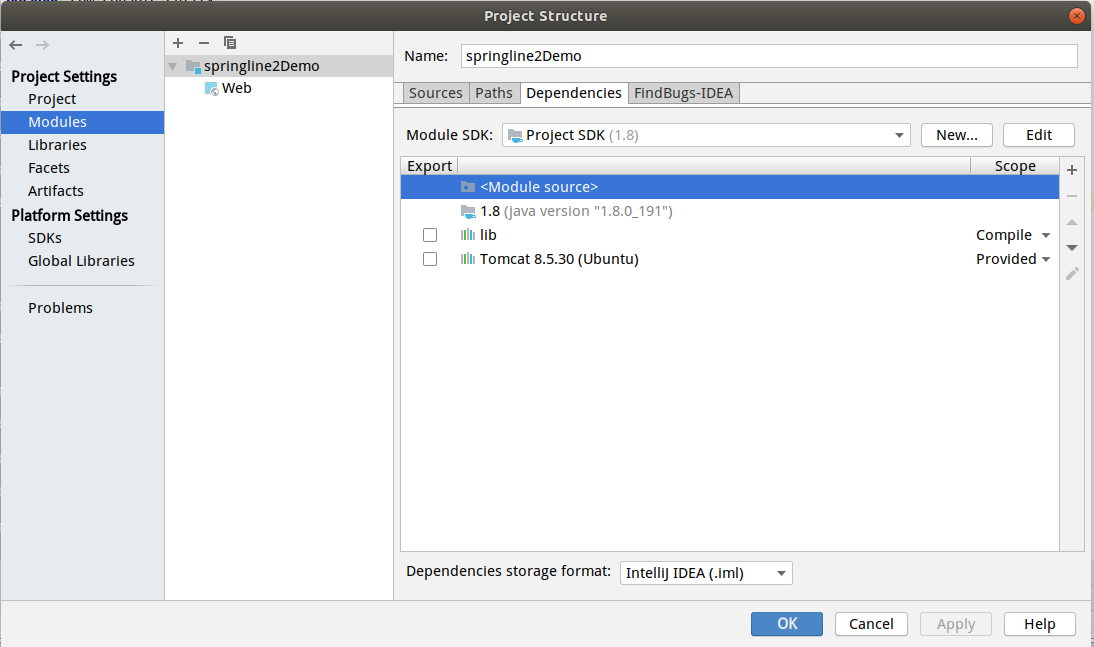 Project Structure
Project Settings
Project
Modules
Libraries
Facets
Artifacts
Platform Settings
SDKs
Global Libraries
Problems
springline2Demo
Web
Name: springline2Demo
Sources Paths Dependencies FindBugs-IDEA
Module SDK: Project SDK (1.8) New... Edit
Export Scope
<Module source>
1.8 (java version "1.8.0_191")
lib Compile
Tomcat 8.5.30 (Ubuntu) Provided
Dependencies storage format: IntelliJ IDEA (.iml)
OK Cancel Apply Help